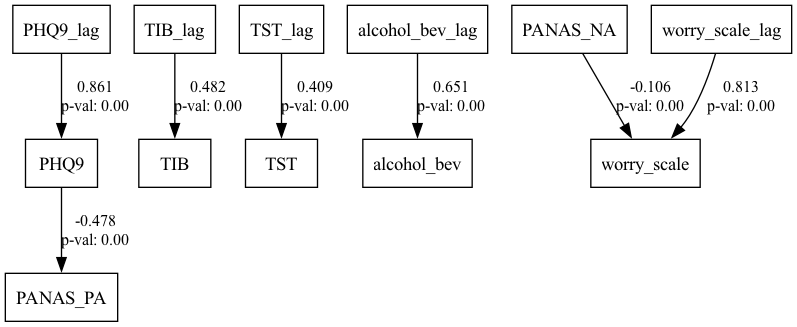 PHQ9_lag
TIB_lag
TST_lag
alcohol_bev_lag
PANAS_NA
worry_scale_lag
0.861
p-val: 0.00
0.482
p-val: 0.00
0.409
p-val: 0.00
0.651
p-val: 0.00
-0.106
p-val: 0.00
0.813
p-val: 0.00
PHQ9
TIB
TST
alcohol_bev
worry_scale
-0.478
p-val: 0.00
PANAS_PA